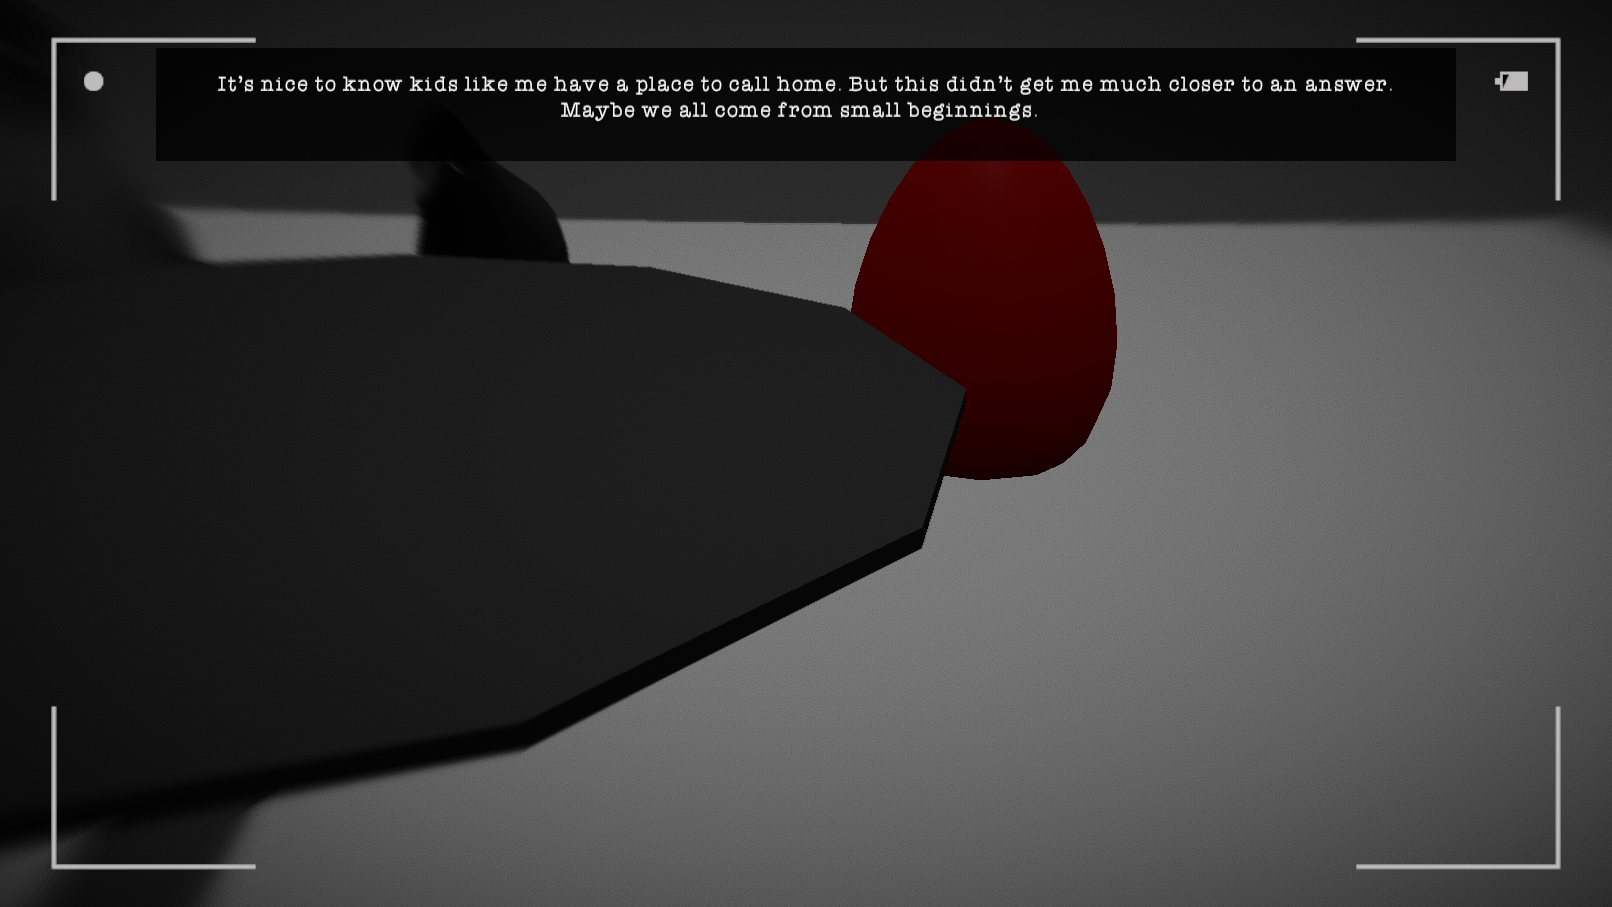 It's nice to know kids like me have a place to call home. But this didn't get me much closer to an answer.
Maybe we all come from small beginnings.